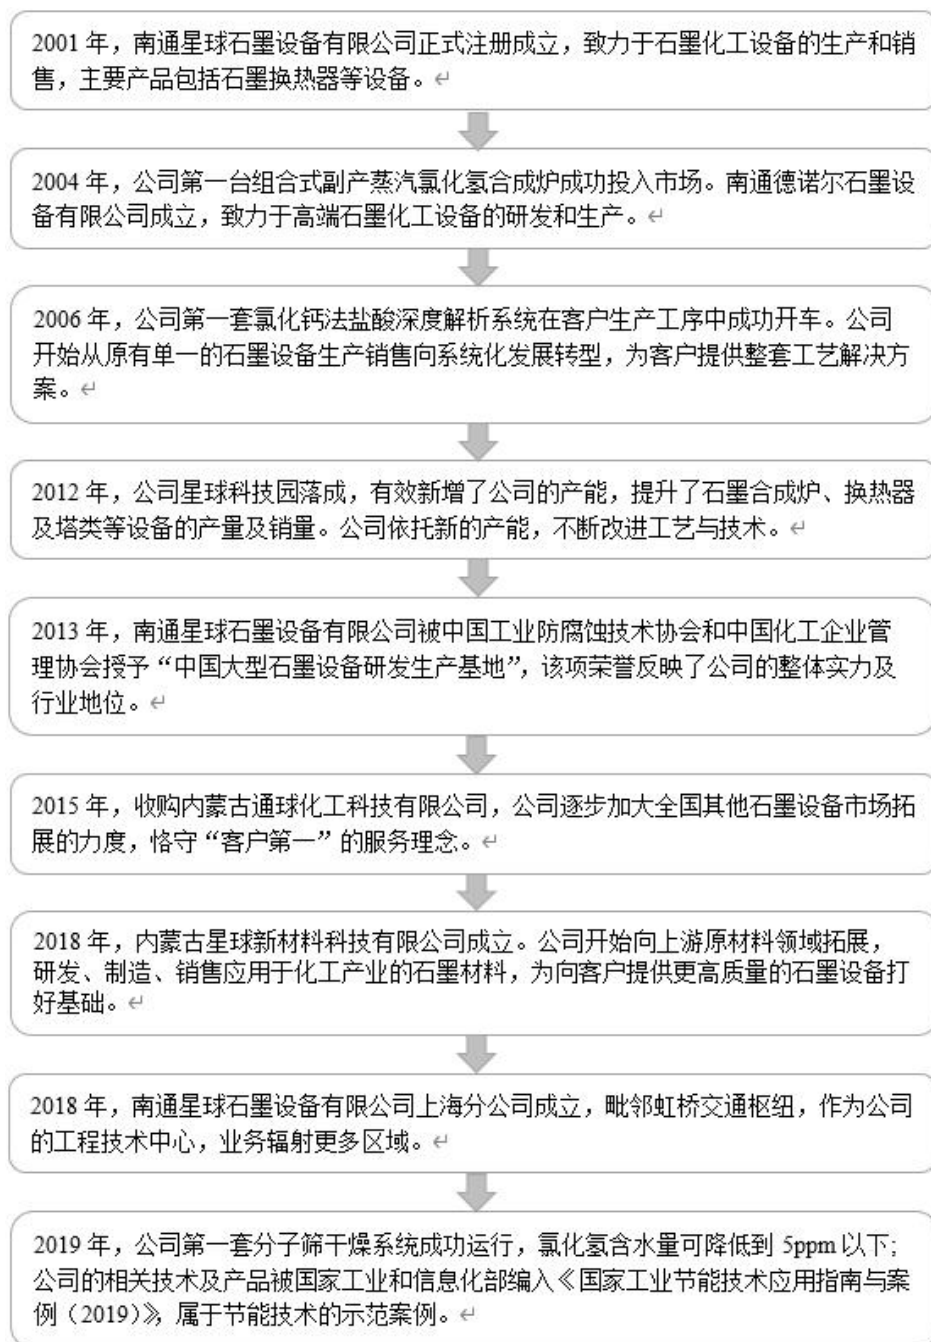 2001 年，南通星球石墨设备有限公司正式注册成立，致力于石墨化工设备的生产和销
售，主要产品包括石墨换热器等设备。↵
2004 年，公司第一台组合式副产蒸汽氯化氢合成炉成功投入市场。南通德诺尔石墨设
备有限公司成立，致力于高端石墨化工设备的研发和生产。↵
2006 年，公司第一套氯化钙法盐酸深度解析系统在客户生产工序中成功开车。公司
开始从原有单一的石墨设备生产销售向系统化发展转型，为客户提供整套工艺解决方
案。↵
2012 年，公司星球科技园落成，有效新增了公司的产能，提升了石墨合成炉、换热器
及塔类等设备的产量及销量。公司依托新的产能，不断改进工艺与技术。↵
2013 年，南通星球石墨设备有限公司被中国工业防腐蚀技术协会和中国化工企业管
理协会授予“中国大型石墨设备研发生产基地”，该项荣誉反映了公司的整体实力及
行业地位。↵
2015 年，收购内蒙古通球化工科技有限公司，公司逐步加大全国其他石墨设备市场拓
展的力度，恪守“客户第一”的服务理念。↵
2018 年，内蒙古星球新材料科技有限公司成立。公司开始向上游原材料领域拓展，
研发、制造、销售应用于化工产业的石墨材料，为向客户提供更高质量的石墨设备打
好基础。↵
2018 年，南通星球石墨设备有限公司上海分公司成立，毗邻虹桥交通枢纽，作为公司
的工程技术中心，业务辐射更多区域。↵
2019 年，公司第一套分子筛干燥系统成功运行，氯化氢含水量可降低到 5ppm 以下；
公司的相关技术及产品被国家工业和信息化部编入《国家工业节能技术应用指南与案
例（2019）》，属于节能技术的示范案例。↵